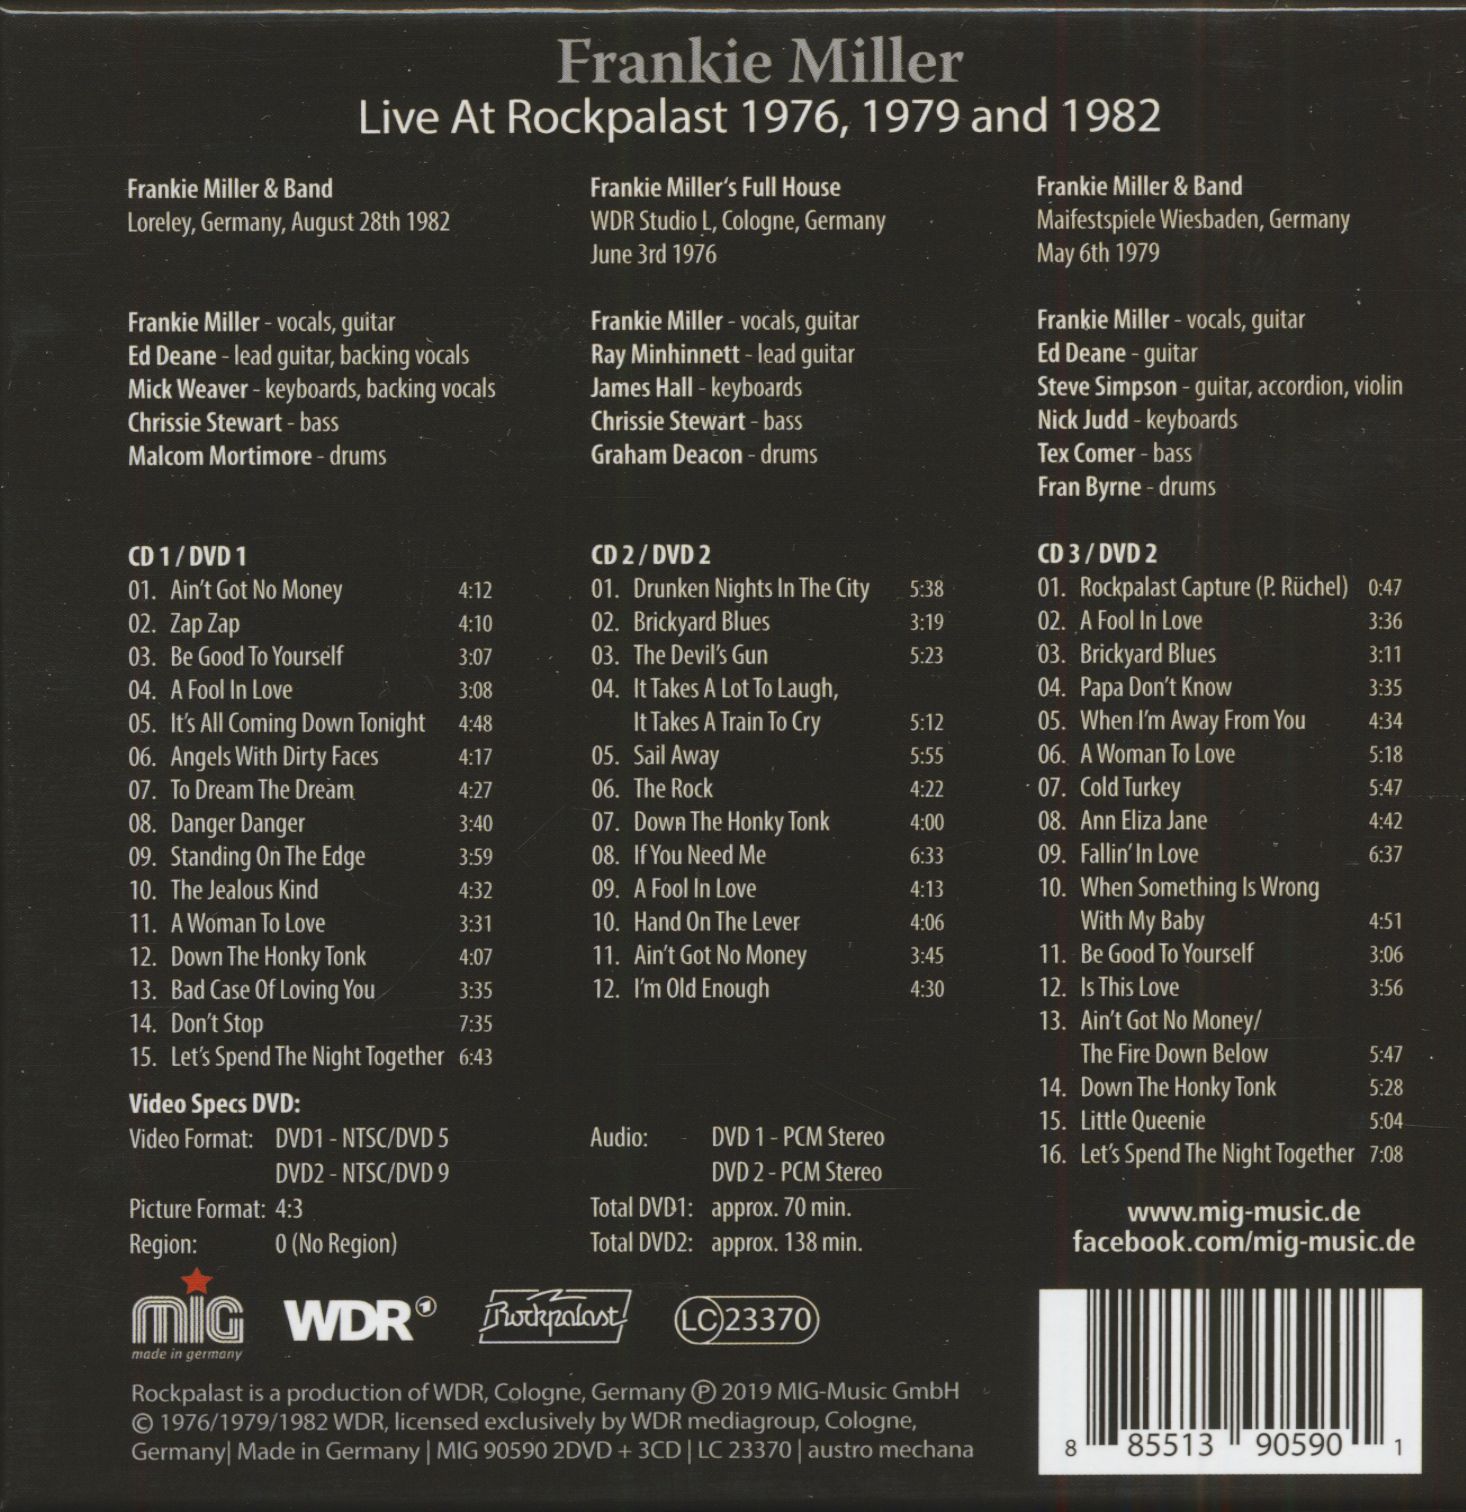 Frankie Miller
Live At Rockpalast 1976, 1979 and 1982
Frankie Miller & Band
Loreley, Germany, August 28th 1982
Frankie Miller - vocals, guitar
Ed Deane - lead guitar, backing vocals
Mick Weaver - keyboards, backing vocals
Chrissie Stewart - bass
Malcom Mortimore - drums
CD 1 / DVD 1
01. Ain't Got No Money 4:12
02. Zap Zap 4:10
03. Be Good To Yourself 3:07
04. A Fool In Love 3:08
05. It's All Coming Down Tonight 4:48
06. Angels With Dirty Faces 4:17
07. To Dream The Dream 4:27
08. Danger Danger 3:40
09. Standing On The Edge 3:59
10. The Jealous Kind 4:32
11. A Woman To Love 3:31
12. Down The Honky Tonk 4:07
13. Bad Case Of Loving You 3:35
14. Don't Stop 7:35
15. Let's Spend The Night Together 6:43
Frankie Miller's Full House
WDR Studio L, Cologne, Germany
June 3rd 1976
Frankie Miller - vocals, guitar
Ray Minhinnett - lead guitar
James Hall - keyboards
Chrissie Stewart - bass
Graham Deacon - drums
CD 2 / DVD 2
01. Drunken Nights In The City 5:38
02. Brickyard Blues 3:19
03. The Devil's Gun 5:23
04. It Takes A Lot To Laugh,
It Takes A Train To Cry 5:12
05. Sail Away 5:55
06. The Rock 4:22
07. Down The Honky Tonk 4:00
08. If You Need Me 6:33
09. A Fool In Love 4:13
10. Hand On The Lever 4:06
11. Ain't Got No Money 3:45
12. I'm Old Enough 4:30
Frankie Miller & Band
Maifestspiele Wiesbaden, Germany
May 6th 1979
Frankie Miller - vocals, guitar
Ed Deane - guitar
Steve Simpson - guitar, accordion, violin
Nick Judd - keyboards
Tex Comer - bass
Fran Byrne - drums
CD 3 / DVD 2
01. Rockpalast Capture (P. Rüchel) 0:47
02. A Fool In Love 3:36
03. Brickyard Blues 3:11
04. Papa Don't Know 3:35
05. When I'm Away From You 4:34
06. A Woman To Love 5:18
07. Cold Turkey 5:47
08. Ann Eliza Jane 4:42
09. Fallin' In Love 6:37
10. When Something Is Wrong
With My Baby 4:51
11. Be Good To Yourself 3:06
12. Is This Love 3:56
13. Ain't Got No Money/
The Fire Down Below 5:47
14. Down The Honky Tonk 5:28
15. Little Queenie 5:04
16. Let's Spend The Night Together 7:08
Video Specs DVD:
Video Format: DVD1 - NTSC/DVD 5
DVD2 - NTSC/DVD 9
Picture Format: 4:3
Region: 0 (No Region)
Audio: DVD 1 - PCM Stereo
DVD 2 - PCM Stereo
Total DVD1: approx. 70 min.
Total DVD2: approx. 138 min.
www.mig-music.de
facebook.com/mig-music.de
MIG
made in germany
WDR
Rockpalast
LC 23370
Rockpalast is a production of WDR, Cologne, Germany ℗ 2019 MIG-Music GmbH
© 1976/1979/1982 WDR, licensed exclusively by WDR mediagroup, Cologne,
Germany| Made in Germany | MIG 90590 2DVD + 3CD | LC 23370 | austro mechana
8 85513 90590 1